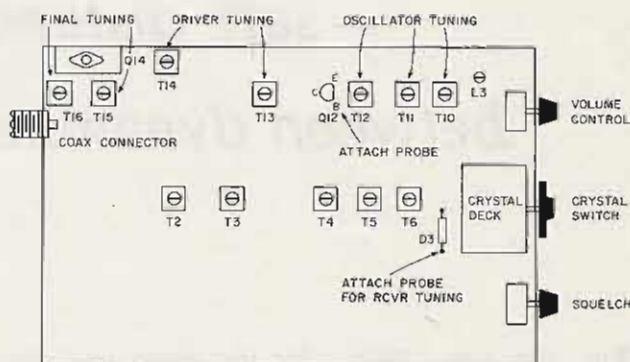 FINAL TUNING
DRIVER TUNING
OSCILLATOR TUNING
Q14
T14
T16
T15
T13
C
E
B
Q12
T12
T11
T10
L3
VOLUME
CONTROL
COAX CONNECTOR
ATTACH PROBE
T2
T3
T4
T5
T6
D3
CRYSTAL
DECK
CRYSTAL
SWITCH
ATTACH PROBE
FOR RCVR TUNING
SQUELCH